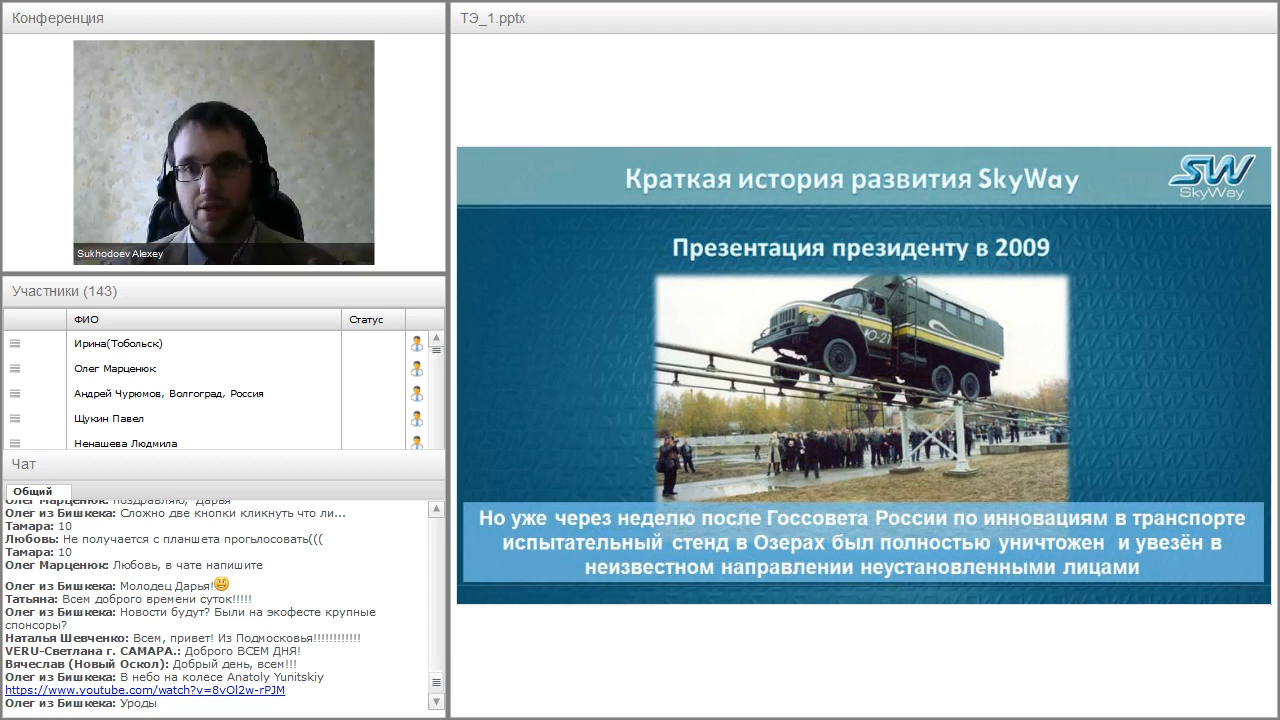 Конференция
Sukhodoev Alexey
Участники (143)
ФИО
Статус
Ирина(Тобольск)
Олег Марценюк
Андрей Чурюмов, Волгоград, Россия
Щукин Павел
Ненашева Людмила
Чат
Общий
Олег Марценюк: поздравляю, Дарья
Олег из Бишкека: Сложно две кнопки кликнуть что ли...
Тамара: 10
Любовь: Не получается с планшета прогьлосовать(((
Тамара: 10
Олег Марценюк: Любовь, в чате напишите
Олег из Бишкека: Молодец Дарья!
Татьяна: Всем доброго времени суток!!!!!
Олег из Бишкека: Новости будут? Были на экофесте крупные
спонсоры?
Наталья Шевченко: Всем, привет! Из Подмосковья!!!!!!!!!!!!
VERU-Светлана г. САМАРА.: Доброго ВСЕМ ДНЯ!
Вячеслав (Новый Оскол): Добрый день, всем!!!
Олег из Бишкека: В небо на колесе Anatoly Yunitskiy
https://www.youtube.com/watch?v=8vOl2w-rPJM
Олег из Бишкека: Уроды
ТЭ_1.pptx
Краткая история развития SkyWay
SW
SkyWay
Презентация президенту в 2009
Ю-21
Но уже через неделю после Госсовета России по инновациям в транспорте
испытательный стенд в Озерах был полностью уничтожен и увезён в
неизвестном направлении неустановленными лицами